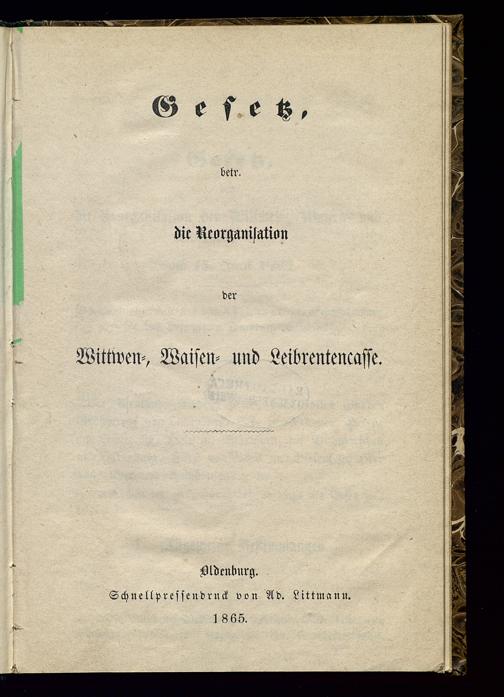 Gesetz,
betr.
die Reorganisation
der
Wittwen-, Waisen- und Leibrentencasse.
Oldenburg.
Schnellpressendruck von Ad. Littmann.
1865.